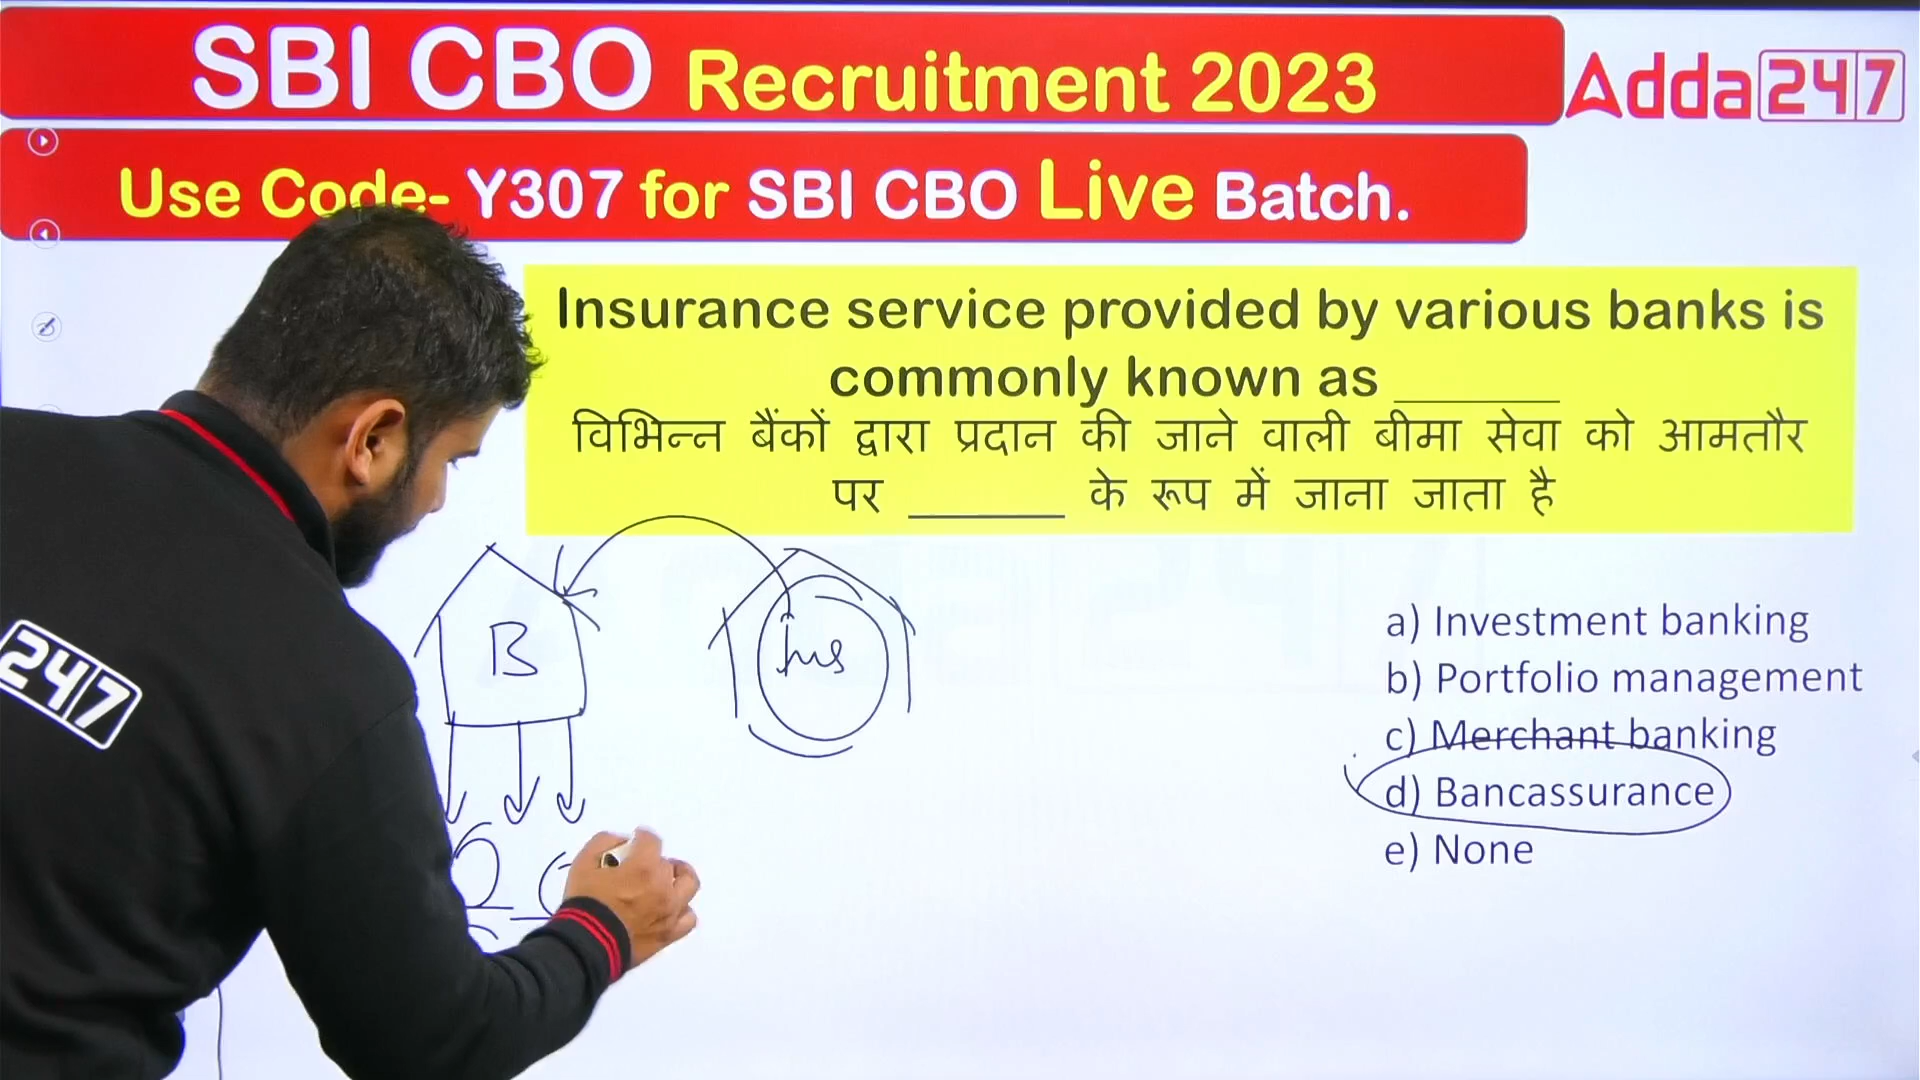 SBI CBO Recruitment 2023
Adda247
Use Code- Y307 for SBI CBO Live Batch.
Insurance service provided by various banks is
commonly known as ______
विभिन्न बैंकों द्वारा प्रदान की जाने वाली बीमा सेवा को आमतौर
पर ______ के रूप में जाना जाता है
B
Ins
a) Investment banking
b) Portfolio management
c) Merchant banking
d) Bancassurance
e) None
247